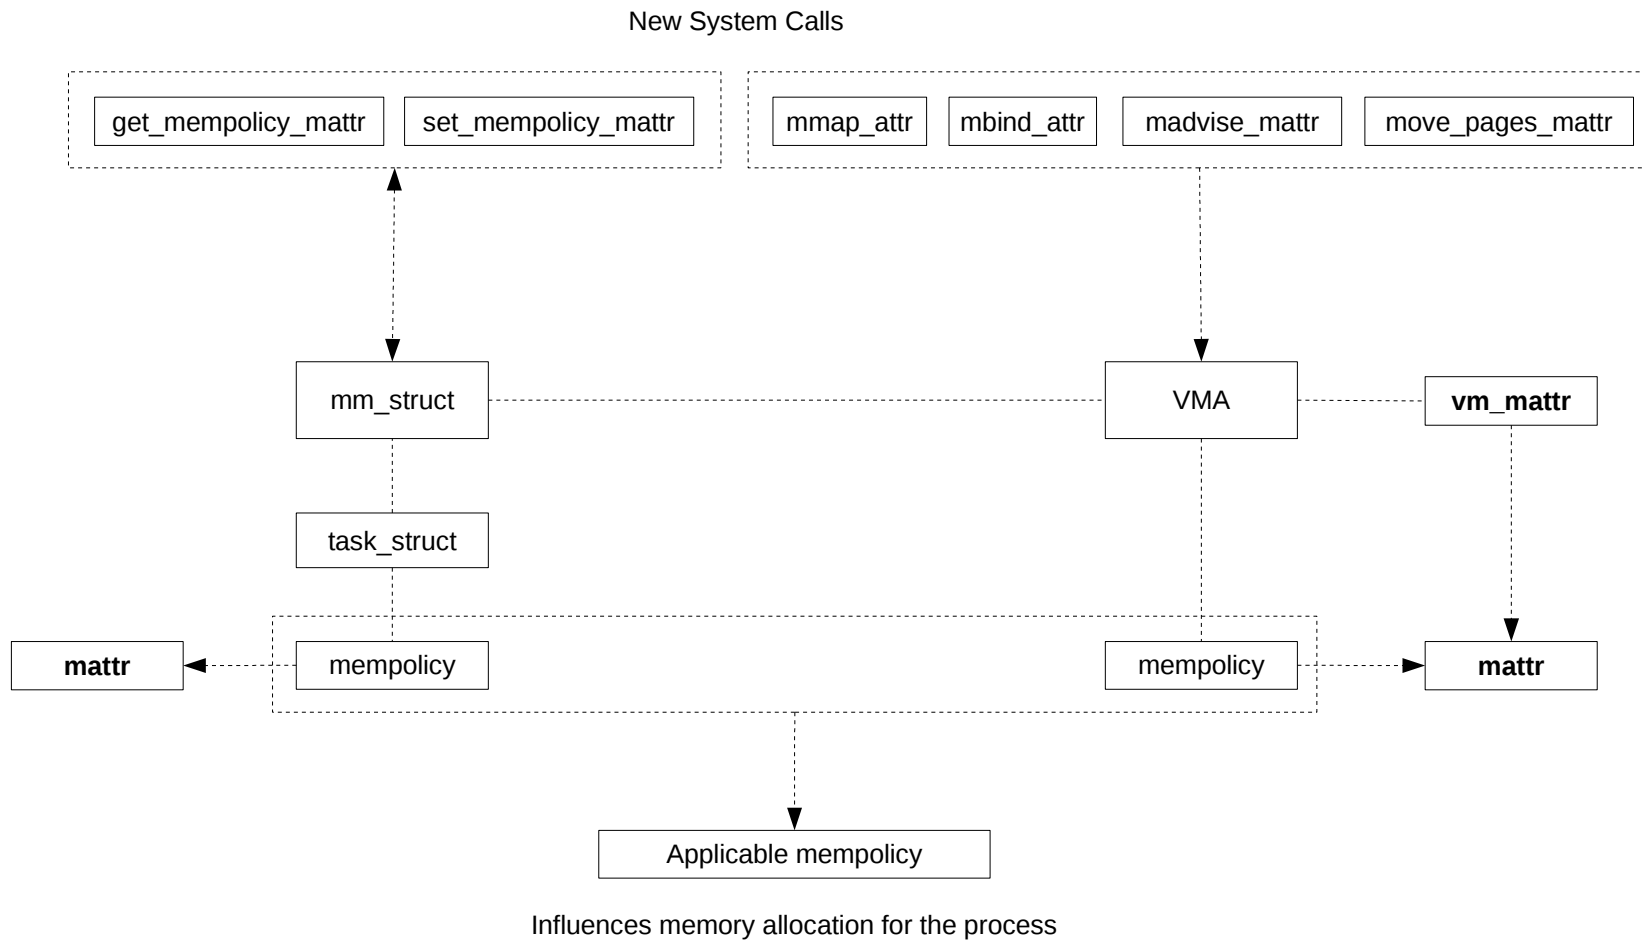 New System Calls
get_mempolicy_mattr
set_mempolicy_mattr
mmap_attr
mbind_attr
madvise_mattr
move_pages_mattr
mm_struct
VMA
vm_mattr
task_struct
mattr
mempolicy
mempolicy
mattr
Applicable mempolicy
Influences memory allocation for the process